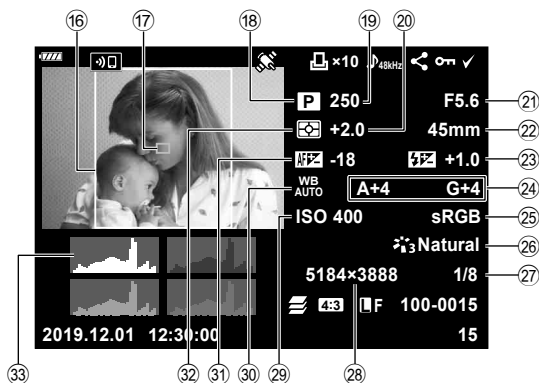 ⑯ ⑰ ⑱ ⑲ ⑳
×10 48kHz
P 250 F5.6 ㉑
+2.0 45mm ㉒
AF -18 +1.0 ㉓
WB AUTO A+4 G+4 ㉔
ISO 400 sRGB ㉕
3 Natural ㉖
5184×3888 1/8 ㉗
4:3 L F 100-0015
2019.12.01 12:30:00 15
㉝ ㉜ ㉛ ㉚ ㉙ ㉘